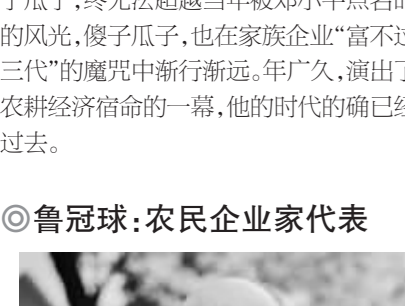 子瓜子，终无法超越当年被邓小平点名时
的风光，傻子瓜子，也在家族企业“富不过
三代”的魔咒中渐行渐远。年广久，演出了
农耕经济宿命的一幕，他的时代的确已经
过去。
◎鲁冠球：农民企业家代表